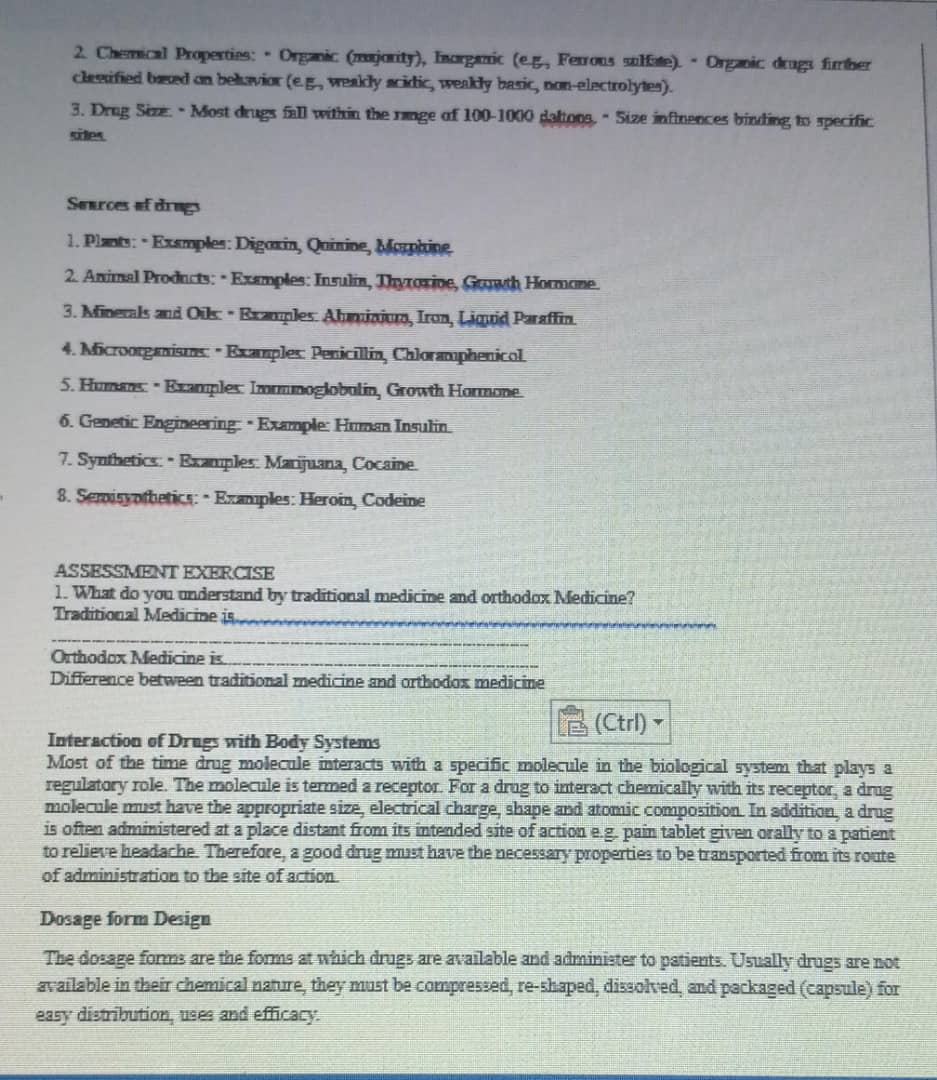 2. Chemical Properties: - Organic (majority), Inorganic (e.g., Ferrous sulfate). - Organic drugs further
classified based on behavior (e.g., weakly acidic, weakly basic, non-electrolytes).
3. Drug Size: - Most drugs fall within the range of 100-1000 daltons. - Size influences binding to specific
sites.
Sources of drugs
1. Plants: - Examples: Digoxin, Quinine, Morphine.
2. Animal Products: - Examples: Insulin, Thyroxine, Growth Hormone.
3. Minerals and Oils: - Examples: Aluminium, Iron, Liquid Paraffin.
4. Microorganisms: - Examples: Penicillin, Chloramphenicol.
5. Humans: - Examples: Immunoglobulin, Growth Hormone.
6. Genetic Engineering: - Example: Human Insulin.
7. Synthetics: - Examples: Marijuana, Cocaine.
8. Semisynthetics: - Examples: Heroin, Codeine
ASSESSMENT EXERCISE
1. What do you understand by traditional medicine and orthodox Medicine?
Traditional Medicine is
Orthodox Medicine is
Difference between traditional medicine and orthodox medicine
(Ctrl)
Interaction of Drugs with Body Systems
Most of the time drug molecule interacts with a specific molecule in the biological system that plays a
regulatory role. The molecule is termed a receptor. For a drug to interact chemically with its receptor, a drug
molecule must have the appropriate size, electrical charge, shape and atomic composition. In addition, a drug
is often administered at a place distant from its intended site of action e.g. pain tablet given orally to a patient
to relieve headache. Therefore, a good drug must have the necessary properties to be transported from its route
of administration to the site of action.
Dosage form Design
The dosage forms are the forms at which drugs are available and administer to patients. Usually drugs are not
available in their chemical nature, they must be compressed, re-shaped, dissolved, and packaged (capsule) for
easy distribution, uses and efficacy.